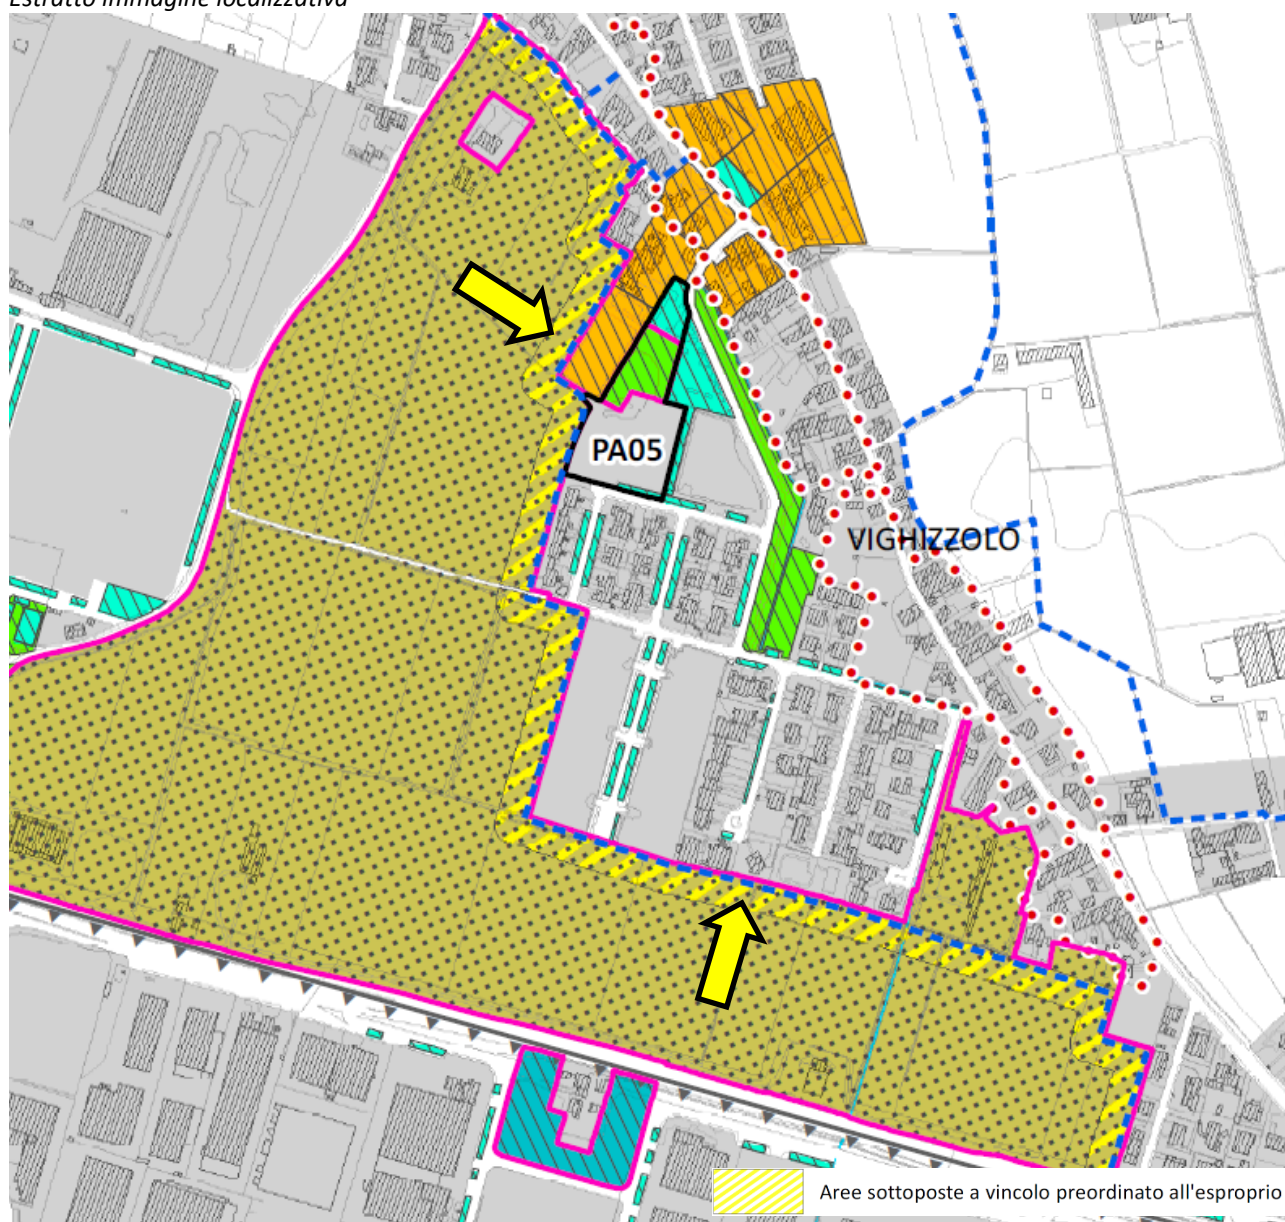 Estratto immagine localizzativa
PA05
VIGHIZZOLO
Aree sottoposte a vincolo preordinato all'esproprio